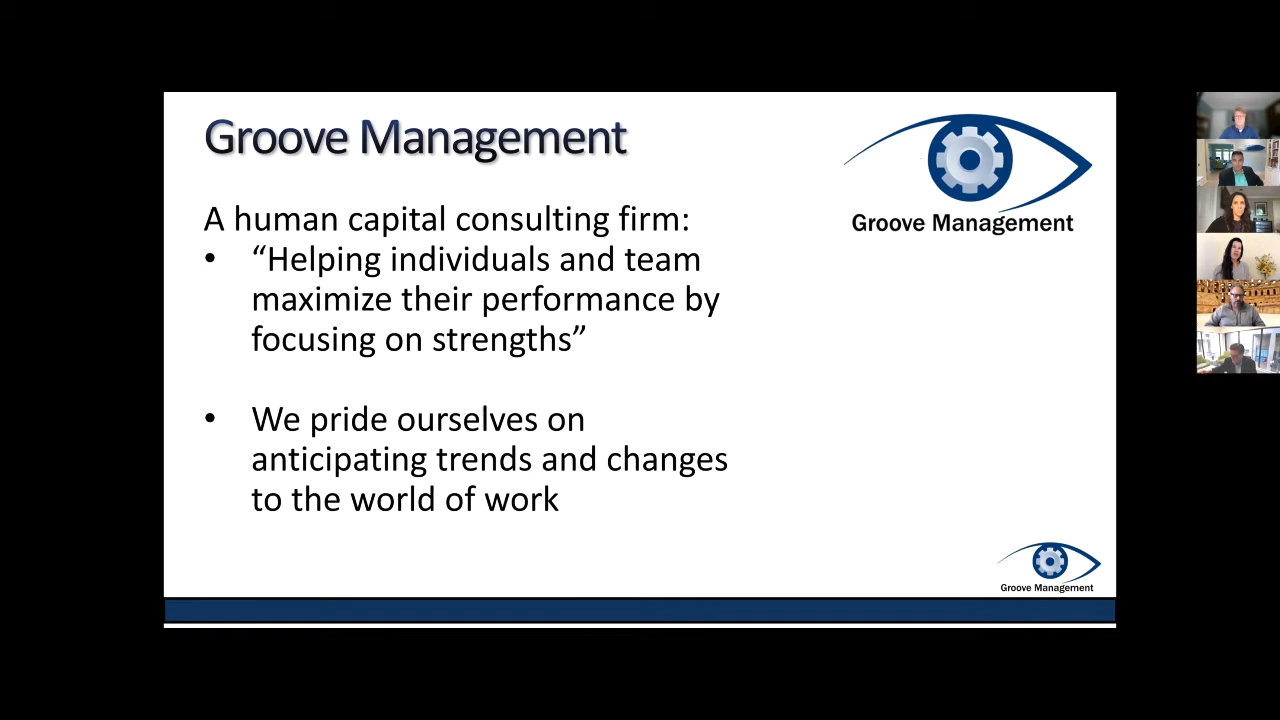 Groove Management
Groove Management
A human capital consulting firm:
• “Helping individuals and team
maximize their performance by
focusing on strengths”
• We pride ourselves on
anticipating trends and changes
to the world of work
Groove Management